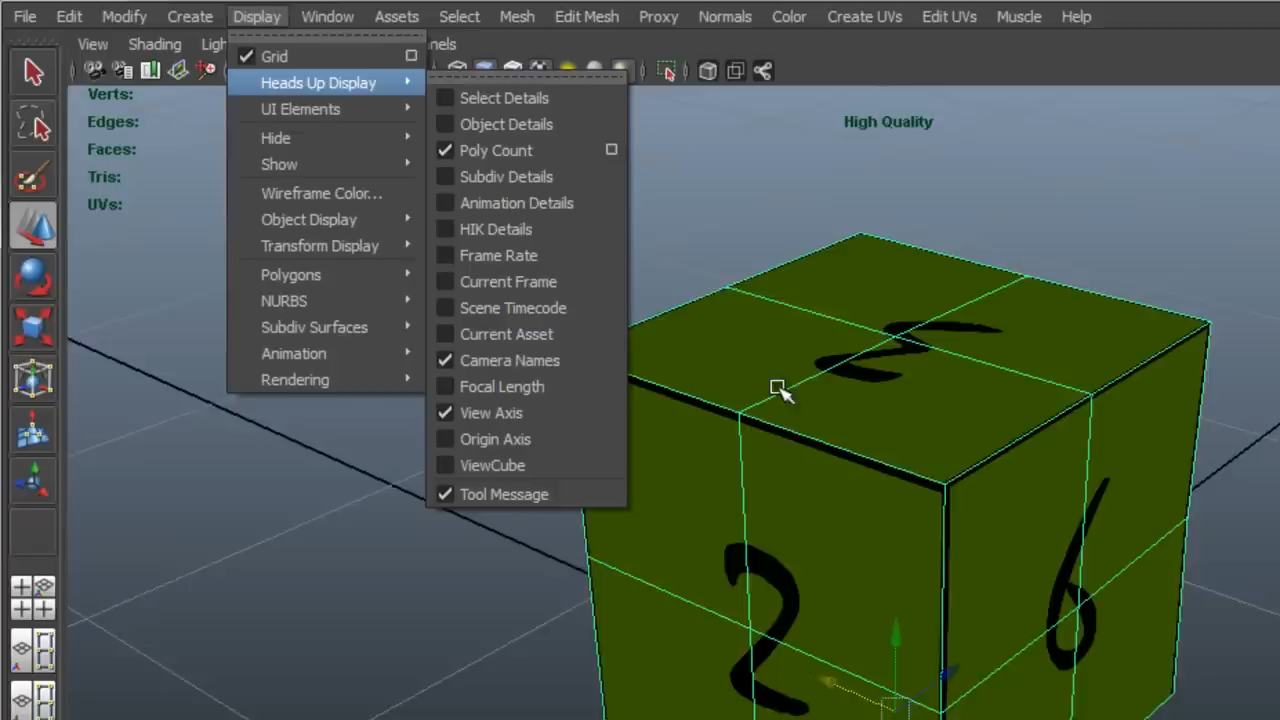 File Edit Modify Create Display Window Assets Select Mesh Edit Mesh Proxy Normals Color Create UVs Edit UVs Muscle Help
View Shading
Verts:
Edges:
Faces:
Tris:
UVs:
Grid
Heads Up Display
UI Elements
Hide
Show
Wireframe Color...
Object Display
Transform Display
Polygons
NURBS
Subdiv Surfaces
Animation
Rendering
Select Details
Object Details
Poly Count
Subdiv Details
Animation Details
HIK Details
Frame Rate
Current Frame
Scene Timecode
Current Asset
Camera Names
Focal Length
View Axis
Origin Axis
ViewCube
Tool Message
High Quality
2
6